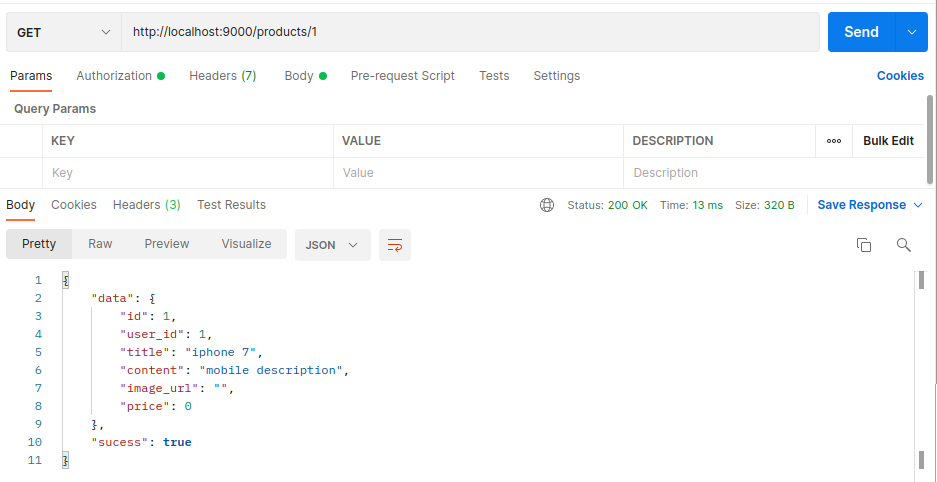 GET http://localhost:9000/products/1 Send
Params Authorization Headers (7) Body Pre-request Script Tests Settings Cookies
Query Params
KEY VALUE DESCRIPTION ooo Bulk Edit
Key Value Description
Body Cookies Headers (3) Test Results Status: 200 OK Time: 13 ms Size: 320 B Save Response
Pretty Raw Preview Visualize JSON
1 {
2 "data": {
3 "id": 1,
4 "user_id": 1,
5 "title": "iphone 7",
6 "content": "mobile description",
7 "image_url": "",
8 "price": 0
9 },
10 "sucess": true
11 }